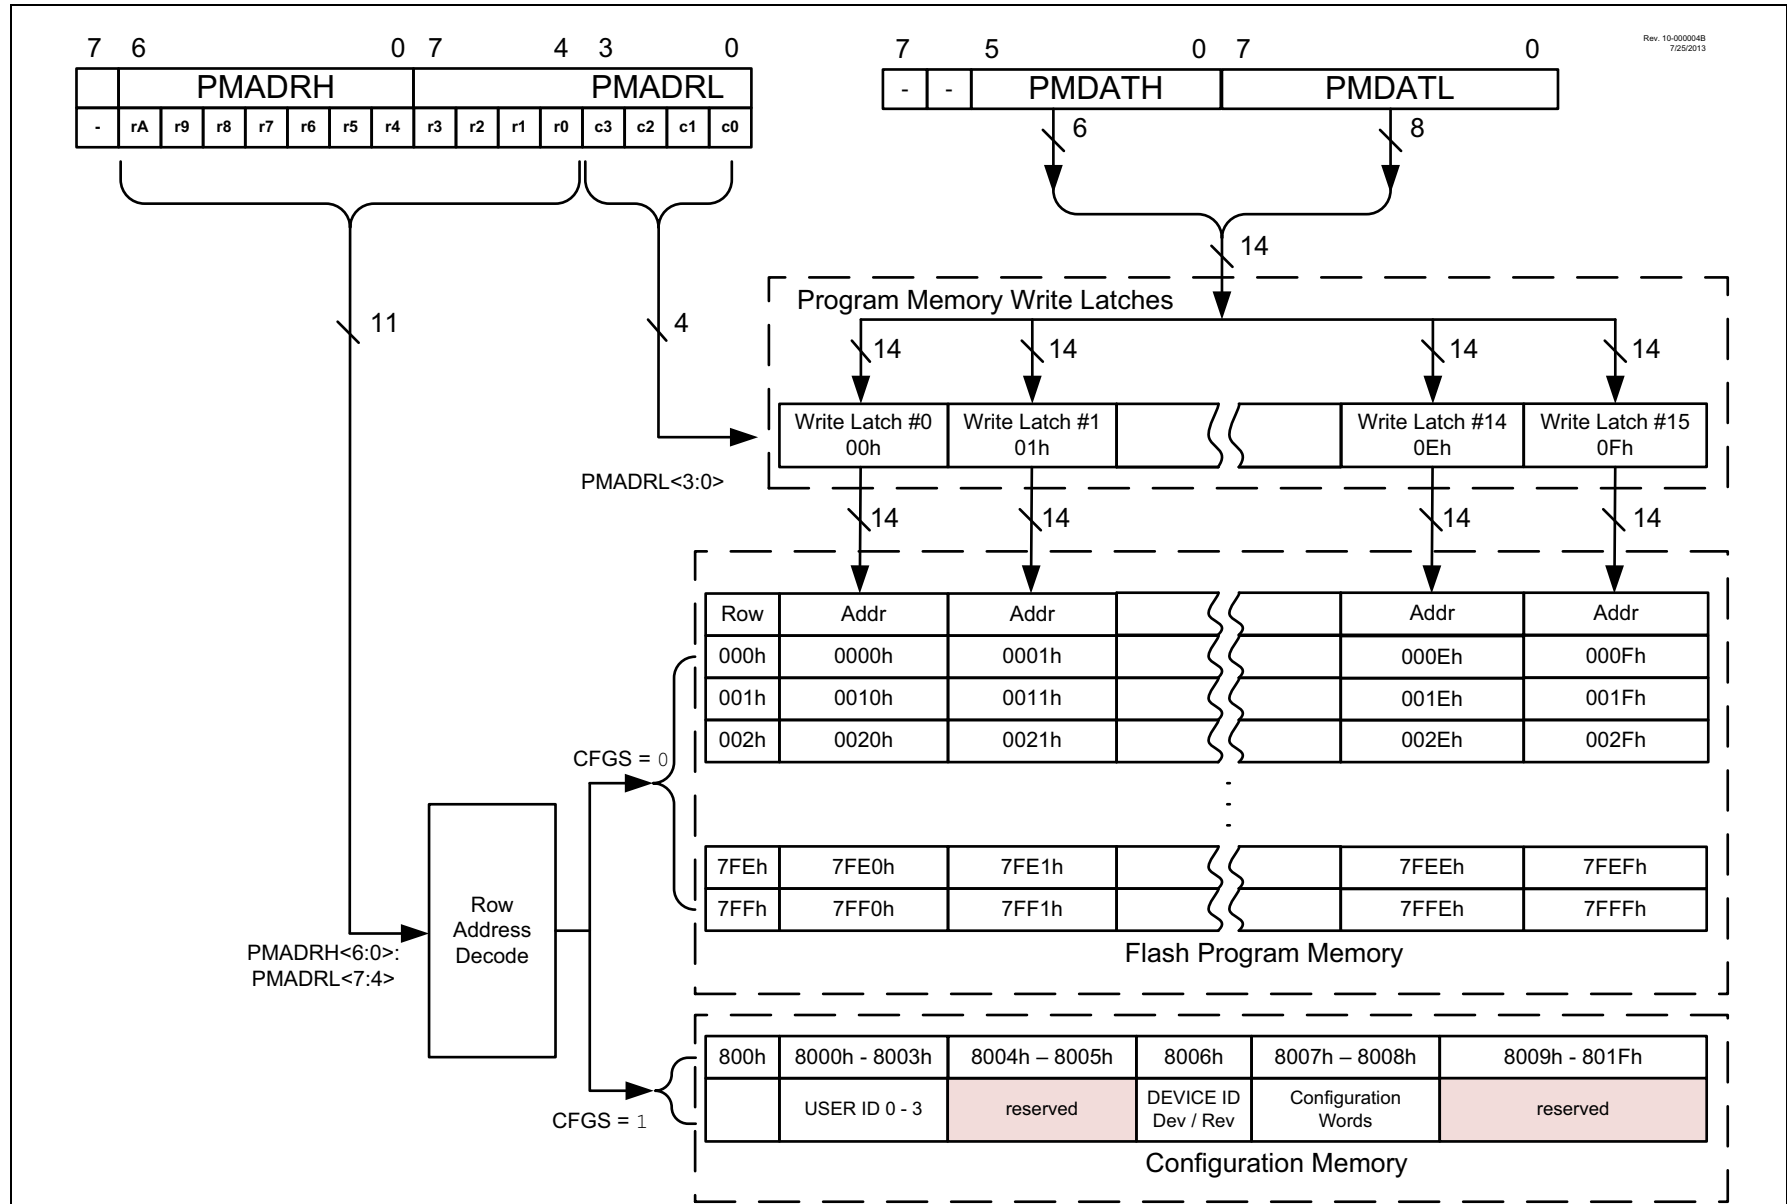 Rev. 10-000004B
7/25/2013
7 6 0 7 4 3 0
7 5 0 7 0
PMADRH PMADRL
- - PMDATH PMDATL
- rA r9 r8 r7 r6 r5 r4 r3 r2 r1 r0 c3 c2 c1 c0
6 8
14
11 4
Program Memory Write Latches
14 14 14 14
Write Latch #0 Write Latch #1 Write Latch #14 Write Latch #15
00h 01h 0Eh 0Fh
PMADRL<3:0>
14 14 14 14
Row Addr Addr Addr Addr
000h 0000h 0001h 000Eh 000Fh
001h 0010h 0011h 001Eh 001Fh
002h 0020h 0021h 002Eh 002Fh
CFGS = 0
7FEh 7FE0h 7FE1h 7FEEh 7FEFh
7FFh 7FF0h 7FF1h 7FFEh 7FFFh
Flash Program Memory
Row
Address
Decode
PMADRH<6:0>:
PMADRL<7:4>
800h 8000h - 8003h 8004h – 8005h 8006h 8007h – 8008h 8009h - 801Fh
USER ID 0 - 3 reserved DEVICE ID Configuration reserved
Dev / Rev Words
CFGS = 1
Configuration Memory